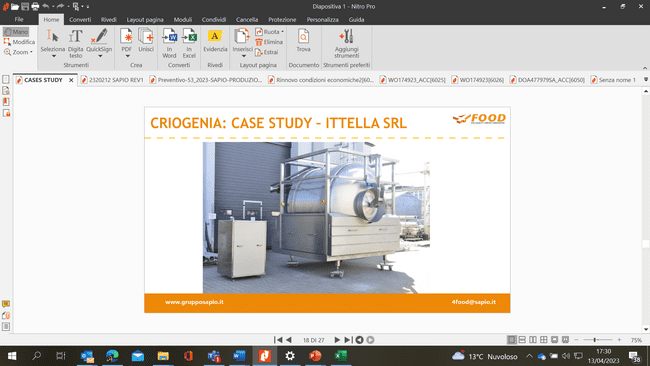 Diapositiva 1 - Nitro Pro
File
Home
Converti
Rivedi
Layout pagina
Moduli
Condividi
Cancella
Protezione
Personalizza
Guida
Mano
Modifica
Zoom
Seleziona
Digita testo
QuickSign
Strumenti
PDF
Unisci
Crea
In Word
In Excel
Converti
Evidenzia
Rivedi
Inserisci
Ruota
Elimina
Estrai
Layout pagina
Trova
Documento
Aggiungi strumenti
Strumenti preferiti
CASES STUDY
2320212 SAPIO REV1
Preventivo-53_2023-SAPIO-PRODUZIO...
Rinnovo condizioni economiche2[60...
WO174923_ACC[6025]
WO174923[6026]
DOA477979SA_ACC[6050]
Senza nome 1
CRIOGENIA: CASE STUDY – ITTELLA SRL
4FOOD
www.grupposapio.it
4food@sapio.it
18 DI 27
75%
13°C Nuvoloso
17:30
13/04/2023
38